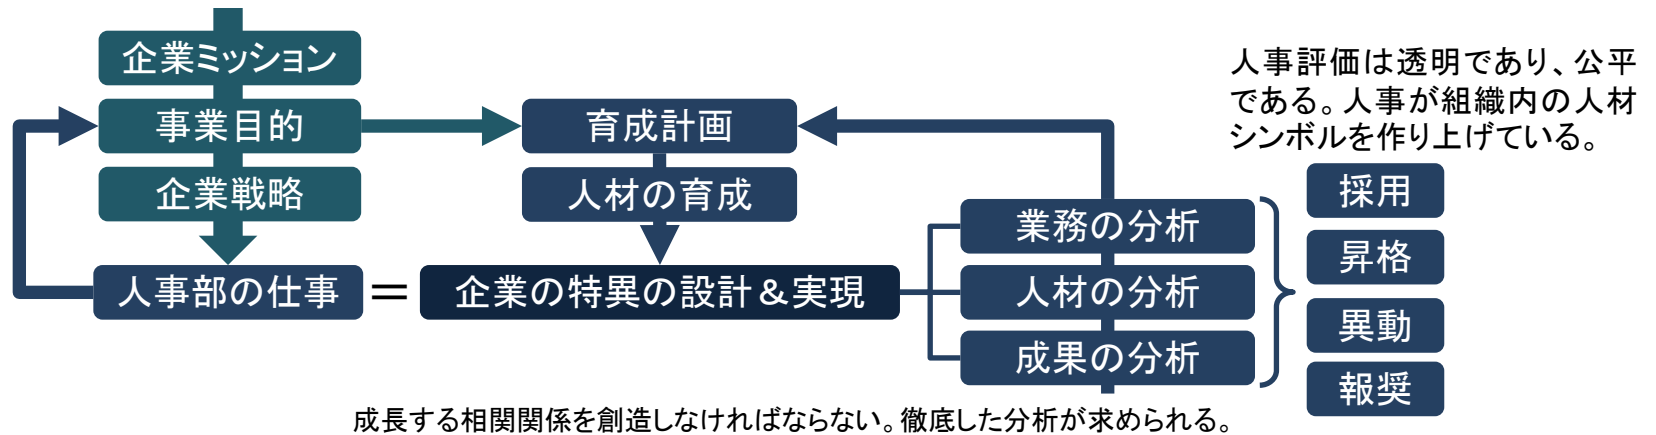 企業ミッション
事業目的
企業戦略
人事部の仕事
＝
企業の特異の設計＆実現
育成計画
人材の育成
業務の分析
人材の分析
成果の分析
人事評価は透明であり、公平
である。人事が組織内の人材
シンボルを作り上げている。
採用
昇格
異動
報奨
成長する相関関係を創造しなければならない。徹底した分析が求められる。